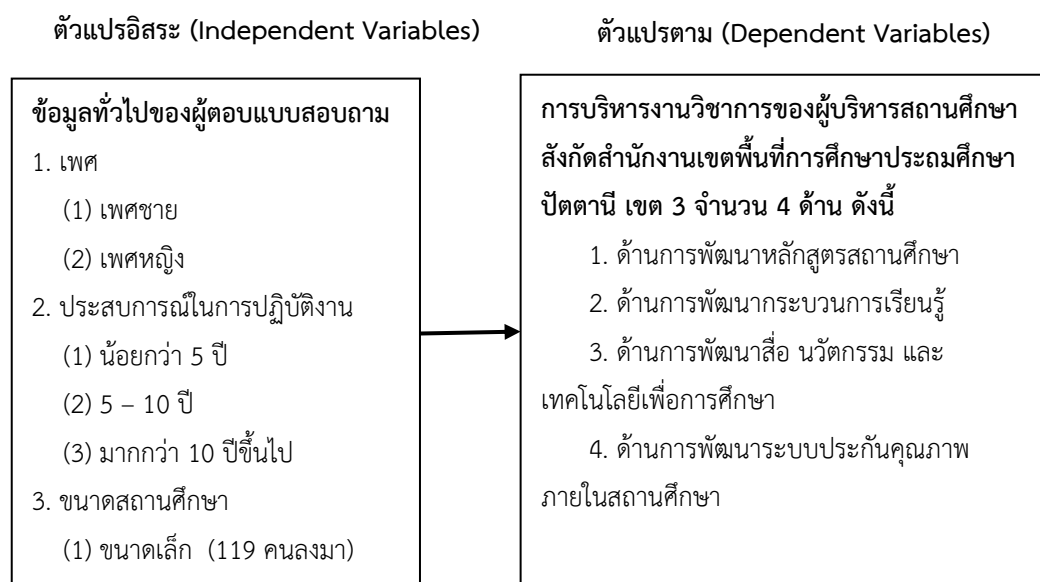 ตัวแปรอิสระ (Independent Variables)
ข้อมูลทั่วไปของผู้ตอบแบบสอบถาม
1. เพศ
(1) เพศชาย
(2) เพศหญิง
2. ประสบการณ์ในการปฏิบัติงาน
(1) น้อยกว่า 5 ปี
(2) 5 – 10 ปี
(3) มากกว่า 10 ปีขึ้นไป
3. ขนาดสถานศึกษา
(1) ขนาดเล็ก (119 คนลงมา)
ตัวแปรตาม (Dependent Variables)
การบริหารงานวิชาการของผู้บริหารสถานศึกษา
สังกัดสำนักงานเขตพื้นที่การศึกษาประถมศึกษา
ปัตตานี เขต 3 จำนวน 4 ด้าน ดังนี้
1. ด้านการพัฒนาหลักสูตรสถานศึกษา
2. ด้านการพัฒนากระบวนการเรียนรู้
3. ด้านการพัฒนาสื่อ นวัตกรรม และ
เทคโนโลยีเพื่อการศึกษา
4. ด้านการพัฒนาระบบประกันคุณภาพ
ภายในสถานศึกษา